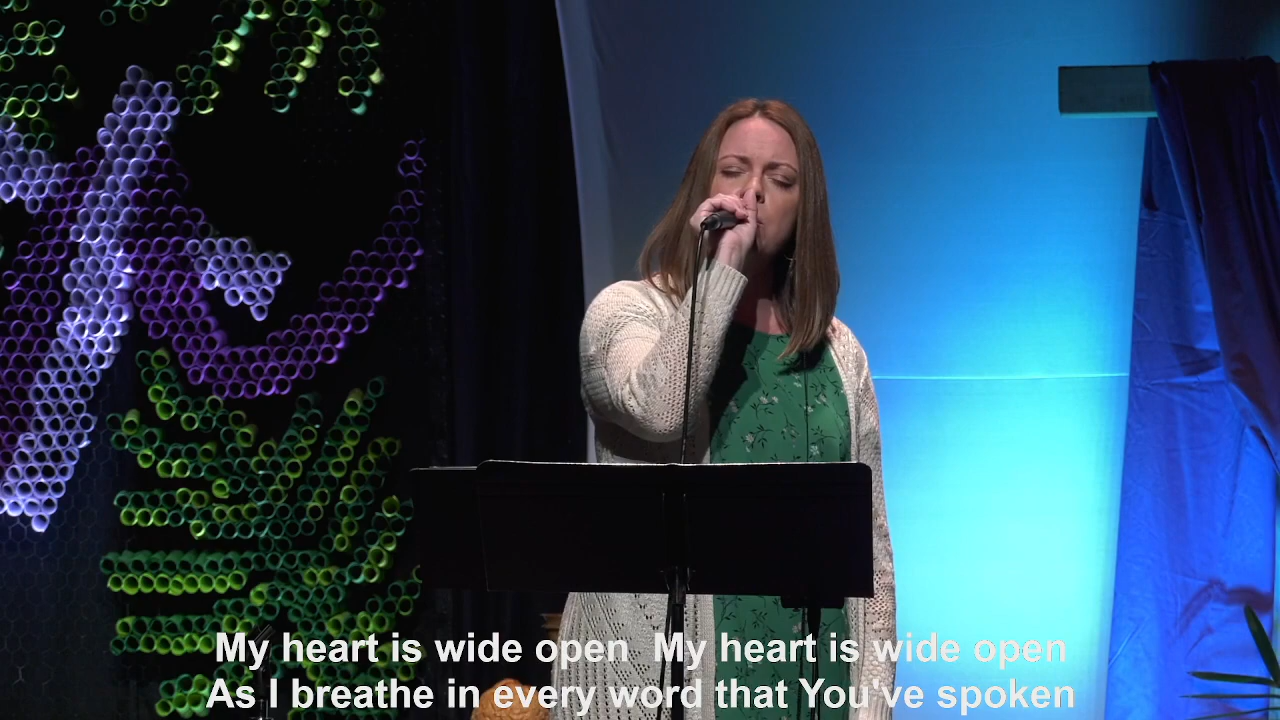 My heart is wide open  My heart is wide open
As I breathe in every word that You've spoken